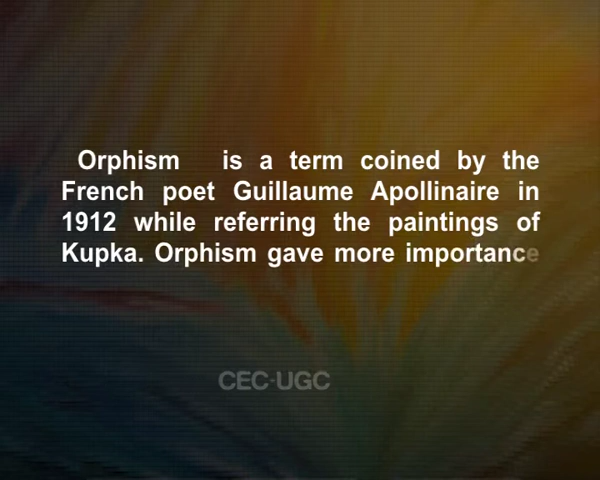 Orphism is a term coined by the
French poet Guillaume Apollinaire in
1912 while referring the paintings of
Kupka. Orphism gave more importance
CEC-UGC